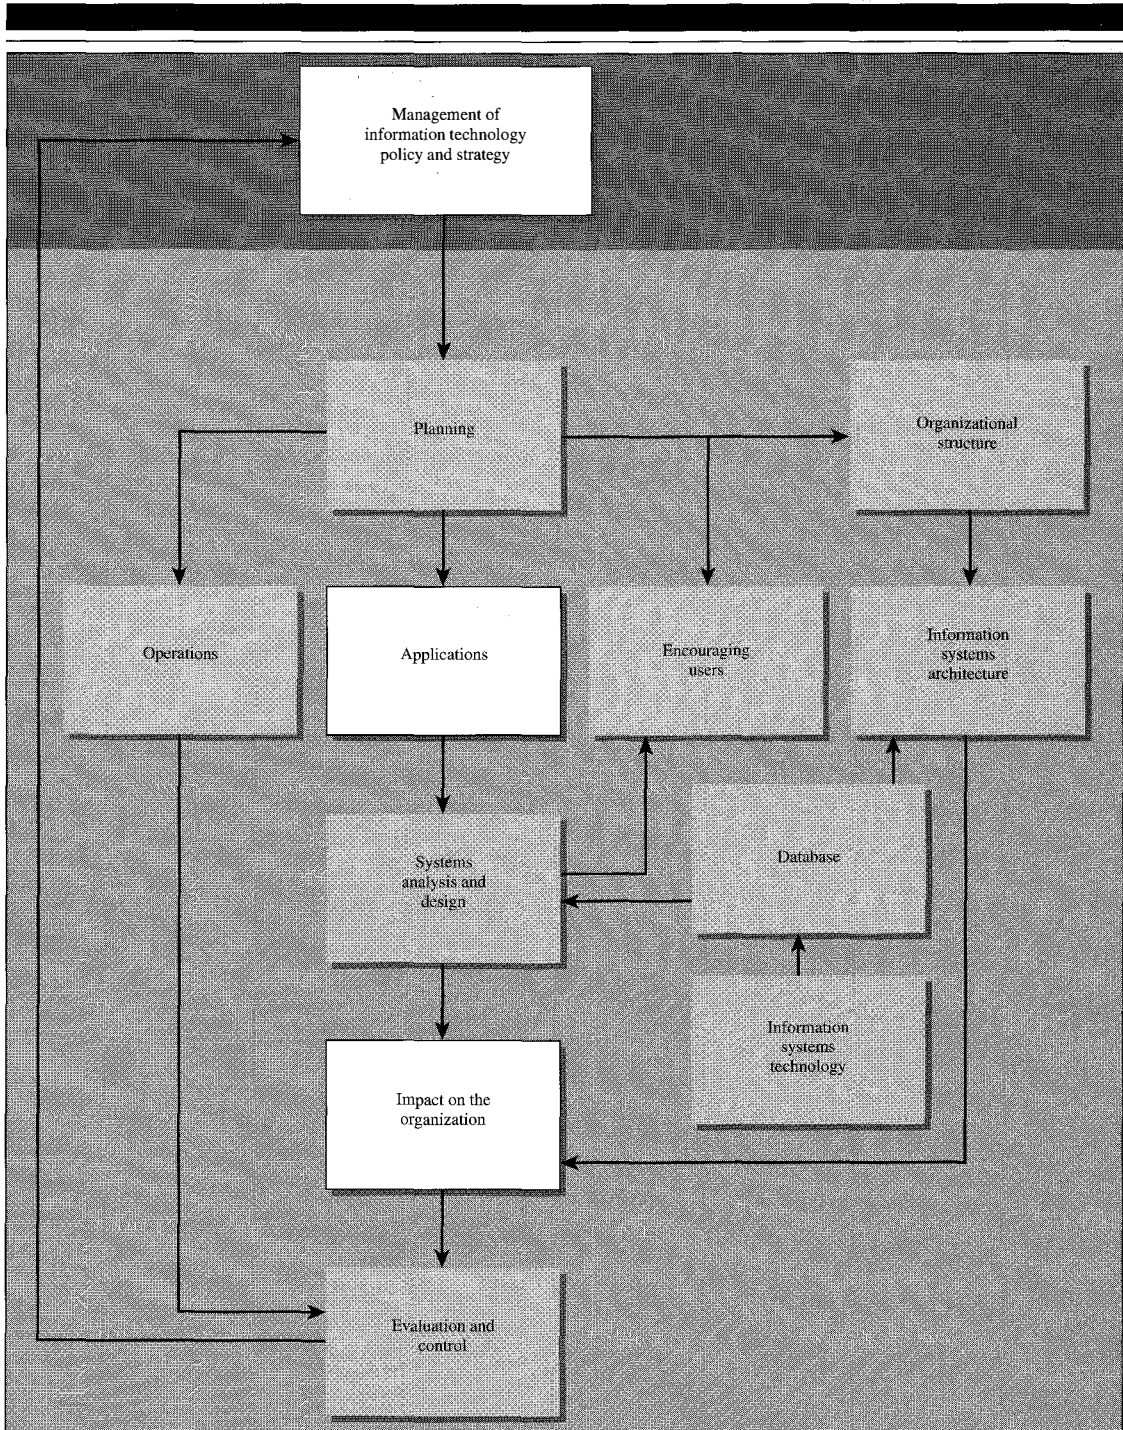 Management of
information technology
policy and strategy
Planning
Organizational
structure
Operations
Applications
Encouraging
users
Information
systems
architecture
Systems
analysis and
design
Database
Information
systems
technology
Impact on the
organization
Evaluation and
control